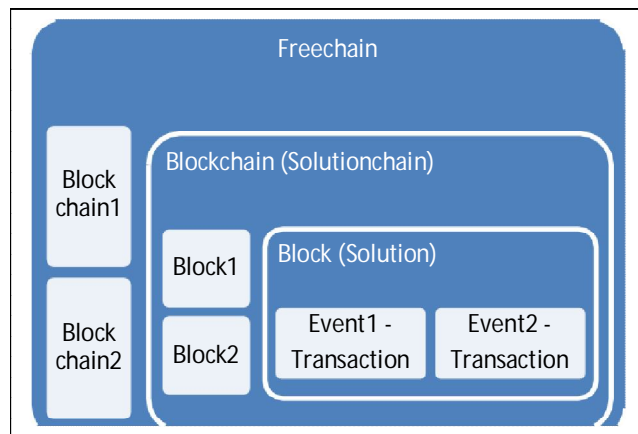 Freechain
Block
chain1
Block
chain2
Blockchain (Solutionchain)
Block1
Block2
Block (Solution)
Event1 -
Transaction
Event2 -
Transaction